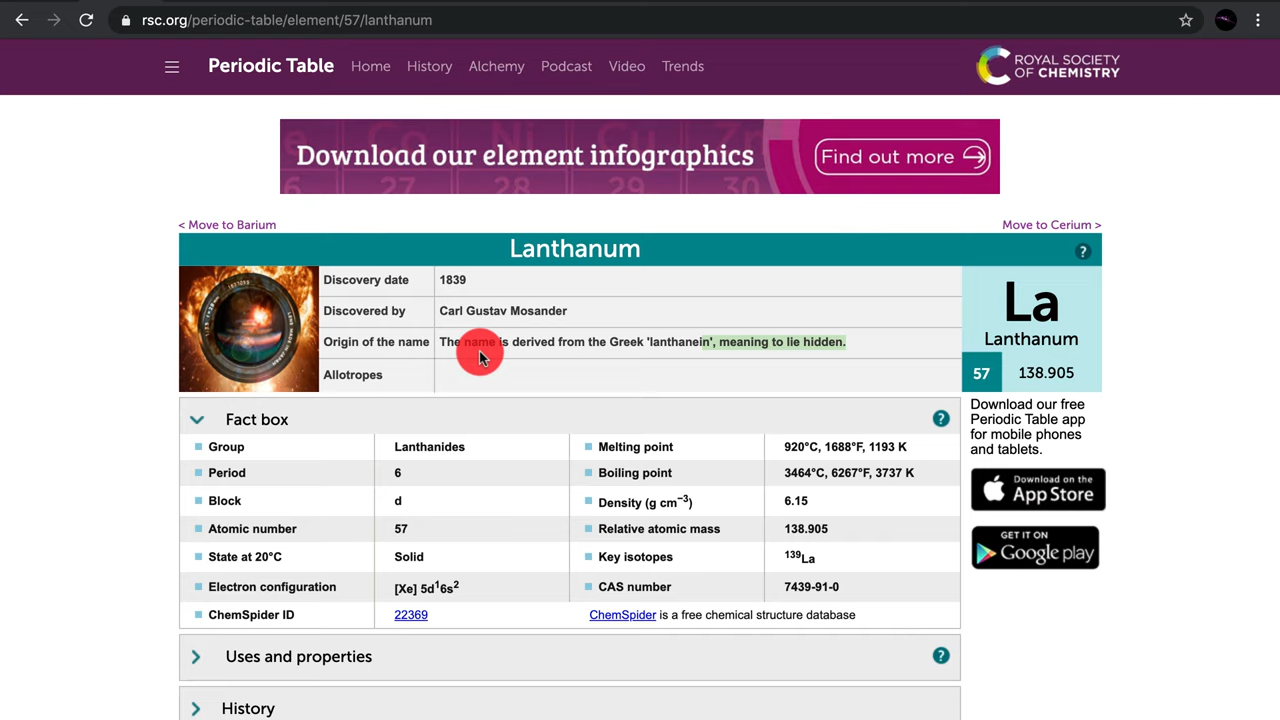 rsc.org/periodic-table/element/57/lanthanum
Periodic Table Home History Alchemy Podcast Video Trends
ROYAL SOCIETY
OF CHEMISTRY
Download our element infographics Find out more
27 28 29 30
< Move to Barium Move to Cerium >
Lanthanum ?
Discovery date 1839
Discovered by Carl Gustav Mosander
Origin of the name The name is derived from the Greek 'lanthanein', meaning to lie hidden.
Allotropes
La
Lanthanum
57 138.905
Download our free
Periodic Table app
for mobile phones
and tablets.
Download on the
App Store
GET IT ON
Google play
Fact box ?
Group Lanthanides Melting point 920°C, 1688°F, 1193 K
Period 6 Boiling point 3464°C, 6267°F, 3737 K
Block d Density (g cm⁻³) 6.15
Atomic number 57 Relative atomic mass 138.905
State at 20°C Solid Key isotopes ¹³⁹La
Electron configuration [Xe] 5d¹6s² CAS number 7439-91-0
ChemSpider ID 22369 ChemSpider is a free chemical structure database
Uses and properties ?
History